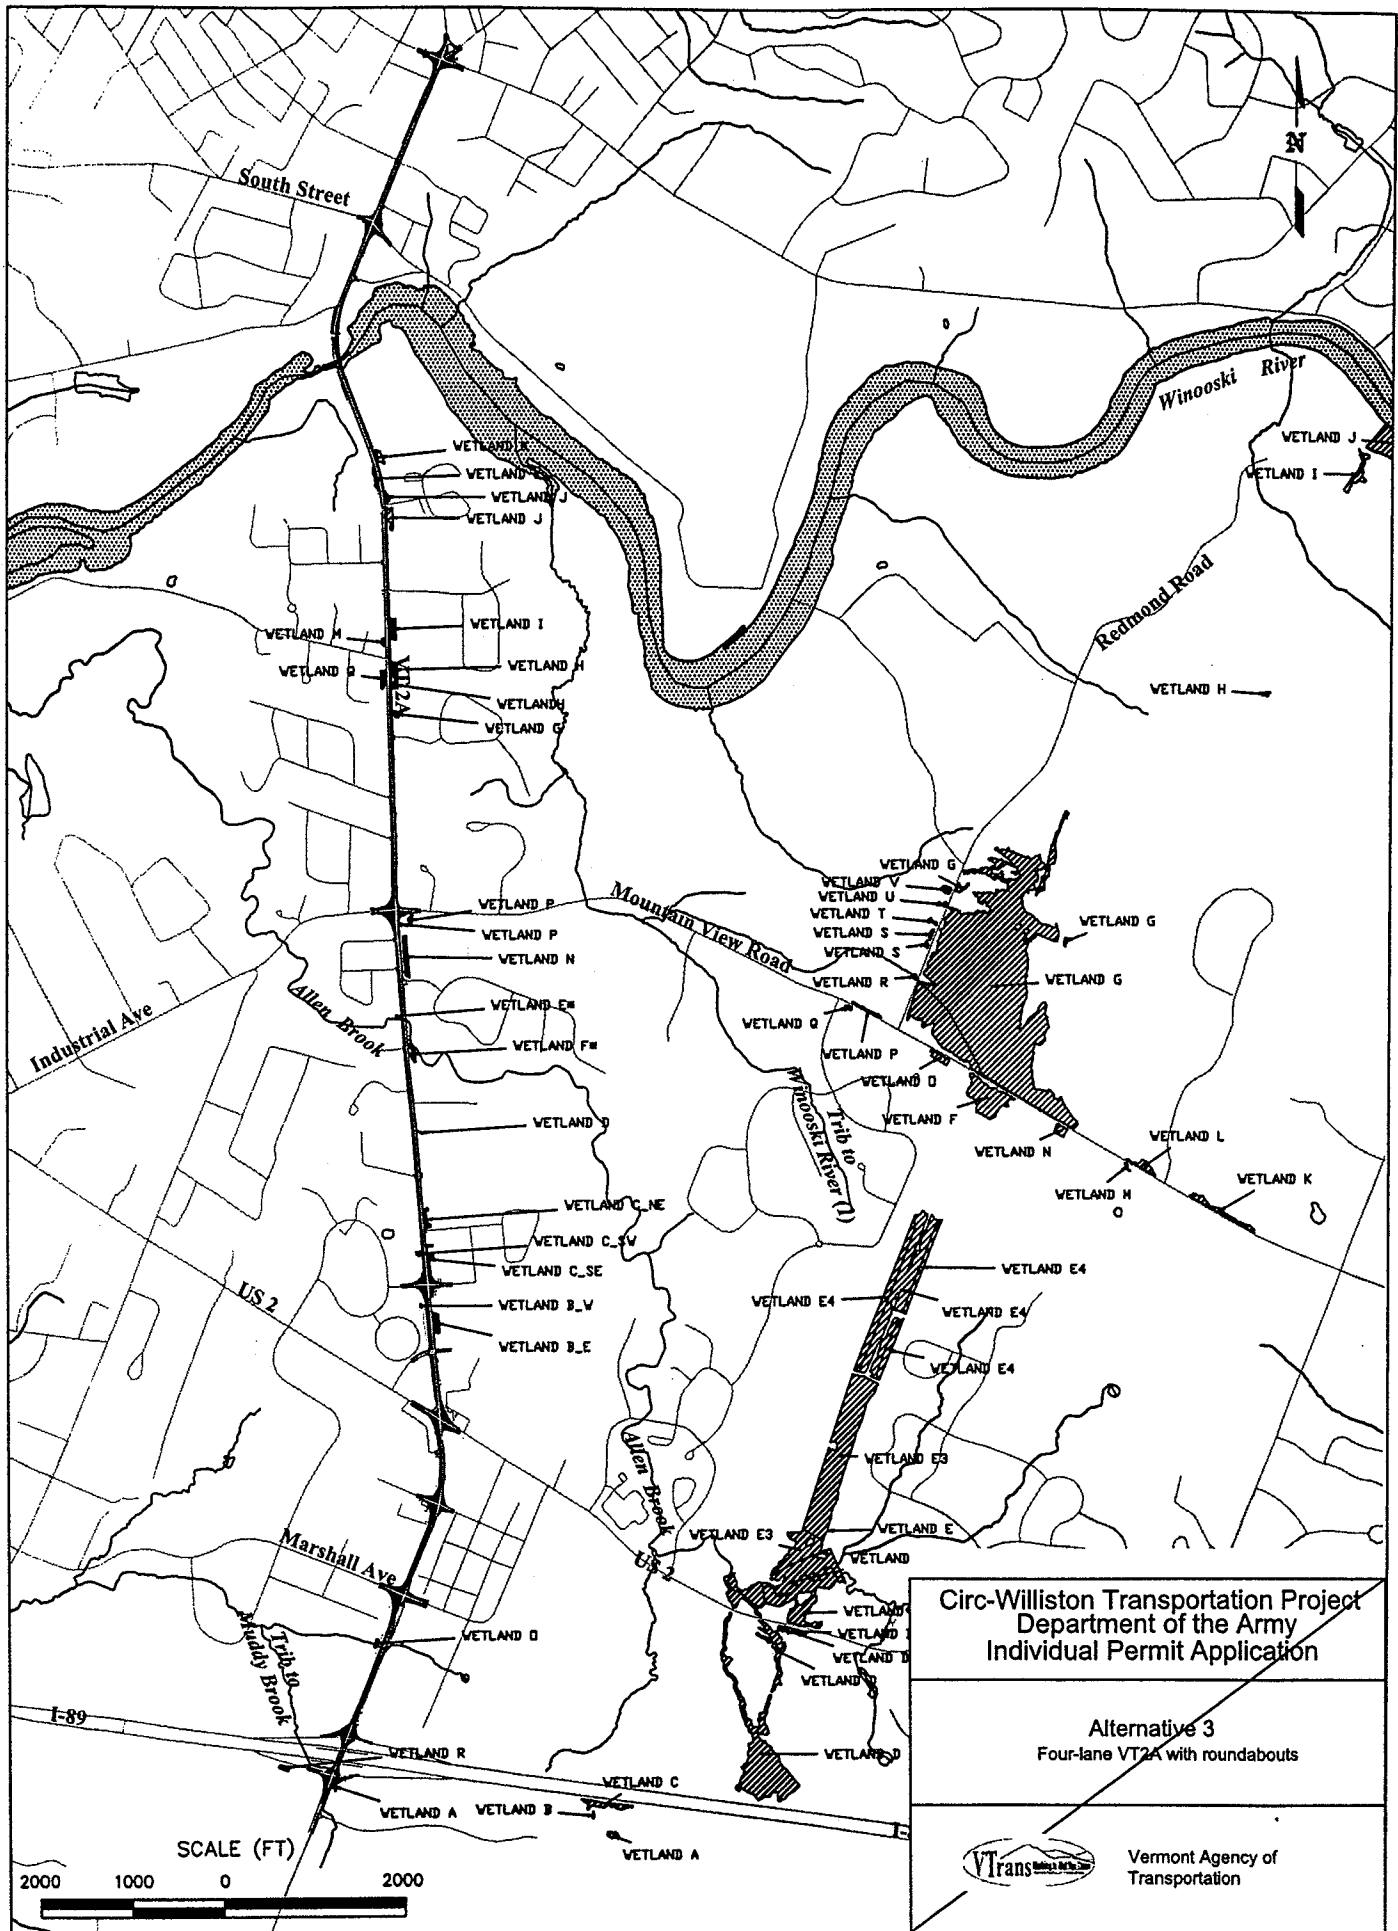 N
South Street
Winooski River
WETLAND K
WETLAND J
WETLAND
WETLAND I
WETLAND J
WETLAND J
Redmond Road
WETLAND I
WETLAND M
WETLAND H
WETLAND Q
VT2A
WETLAND H
WETLANDH
WETLAND G
WETLAND G
WETLAND V
WETLAND U
WETLAND P
Mountain View Road
WETLAND T
WETLAND G
WETLAND P
WETLAND S
WETLAND S
WETLAND N
WETLAND R
WETLAND G
Allen Brook
WETLAND E*
WETLAND Q
Industrial Ave
WETLAND F*
WETLAND P
WETLAND O
Trib to
Winooski River (1)
WETLAND D
WETLAND F
WETLAND N
WETLAND L
WETLAND C_NE
WETLAND M
WETLAND K
WETLAND C_SW
WETLAND C_SE
WETLAND E4
US 2
WETLAND B_W
WETLAND E4
WETLAND E4
WETLAND B_E
WETLAND E4
Allen Brook
WETLAND E3
Marshall Ave
WETLAND E3
WETLAND E
US 2
WETLAND
WETLAND
Trib to
Muddy Brook
WETLAND O
WETLAND
WETLAND D
WETLAND D
I-89
WETLAND R
WETLAND D
WETLAND C
WETLAND A
WETLAND B
I-
WETLAND A
SCALE (FT)
2000 1000 0 2000
Circ-Williston Transportation Project
Department of the Army
Individual Permit Application
Alternative 3
Four-lane VT2A with roundabouts
VTrans
Vermont Agency of
Transportation